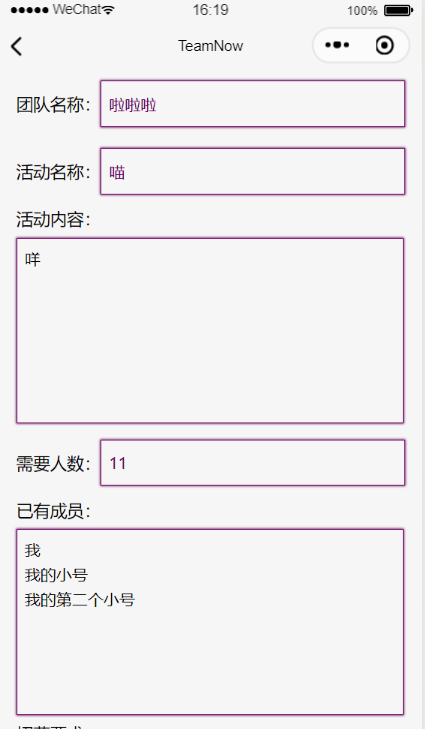 ●●●●● WeChat 16:19 100%
TeamNow
团队名称： 啦啦啦
活动名称： 喵
活动内容：
咩
需要人数： 11
已有成员：
我
我的小号
我的第二个小号